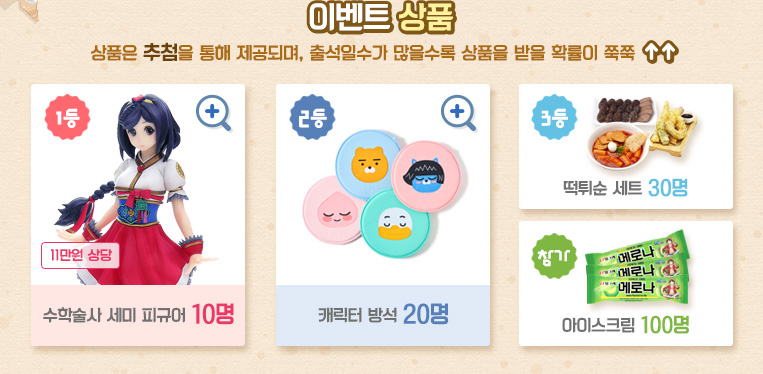 이벤트 상품
상품은 추첨을 통해 제공되며, 출석일수가 많을수록 상품을 받을 확률이 쭉쭉
1등
11만원 상당
수학술사 세미 피규어 10명
2등
캐릭터 방석 20명
3등
떡튀순 세트 30명
참가
메로나
메로나
메로나
아이스크림 100명